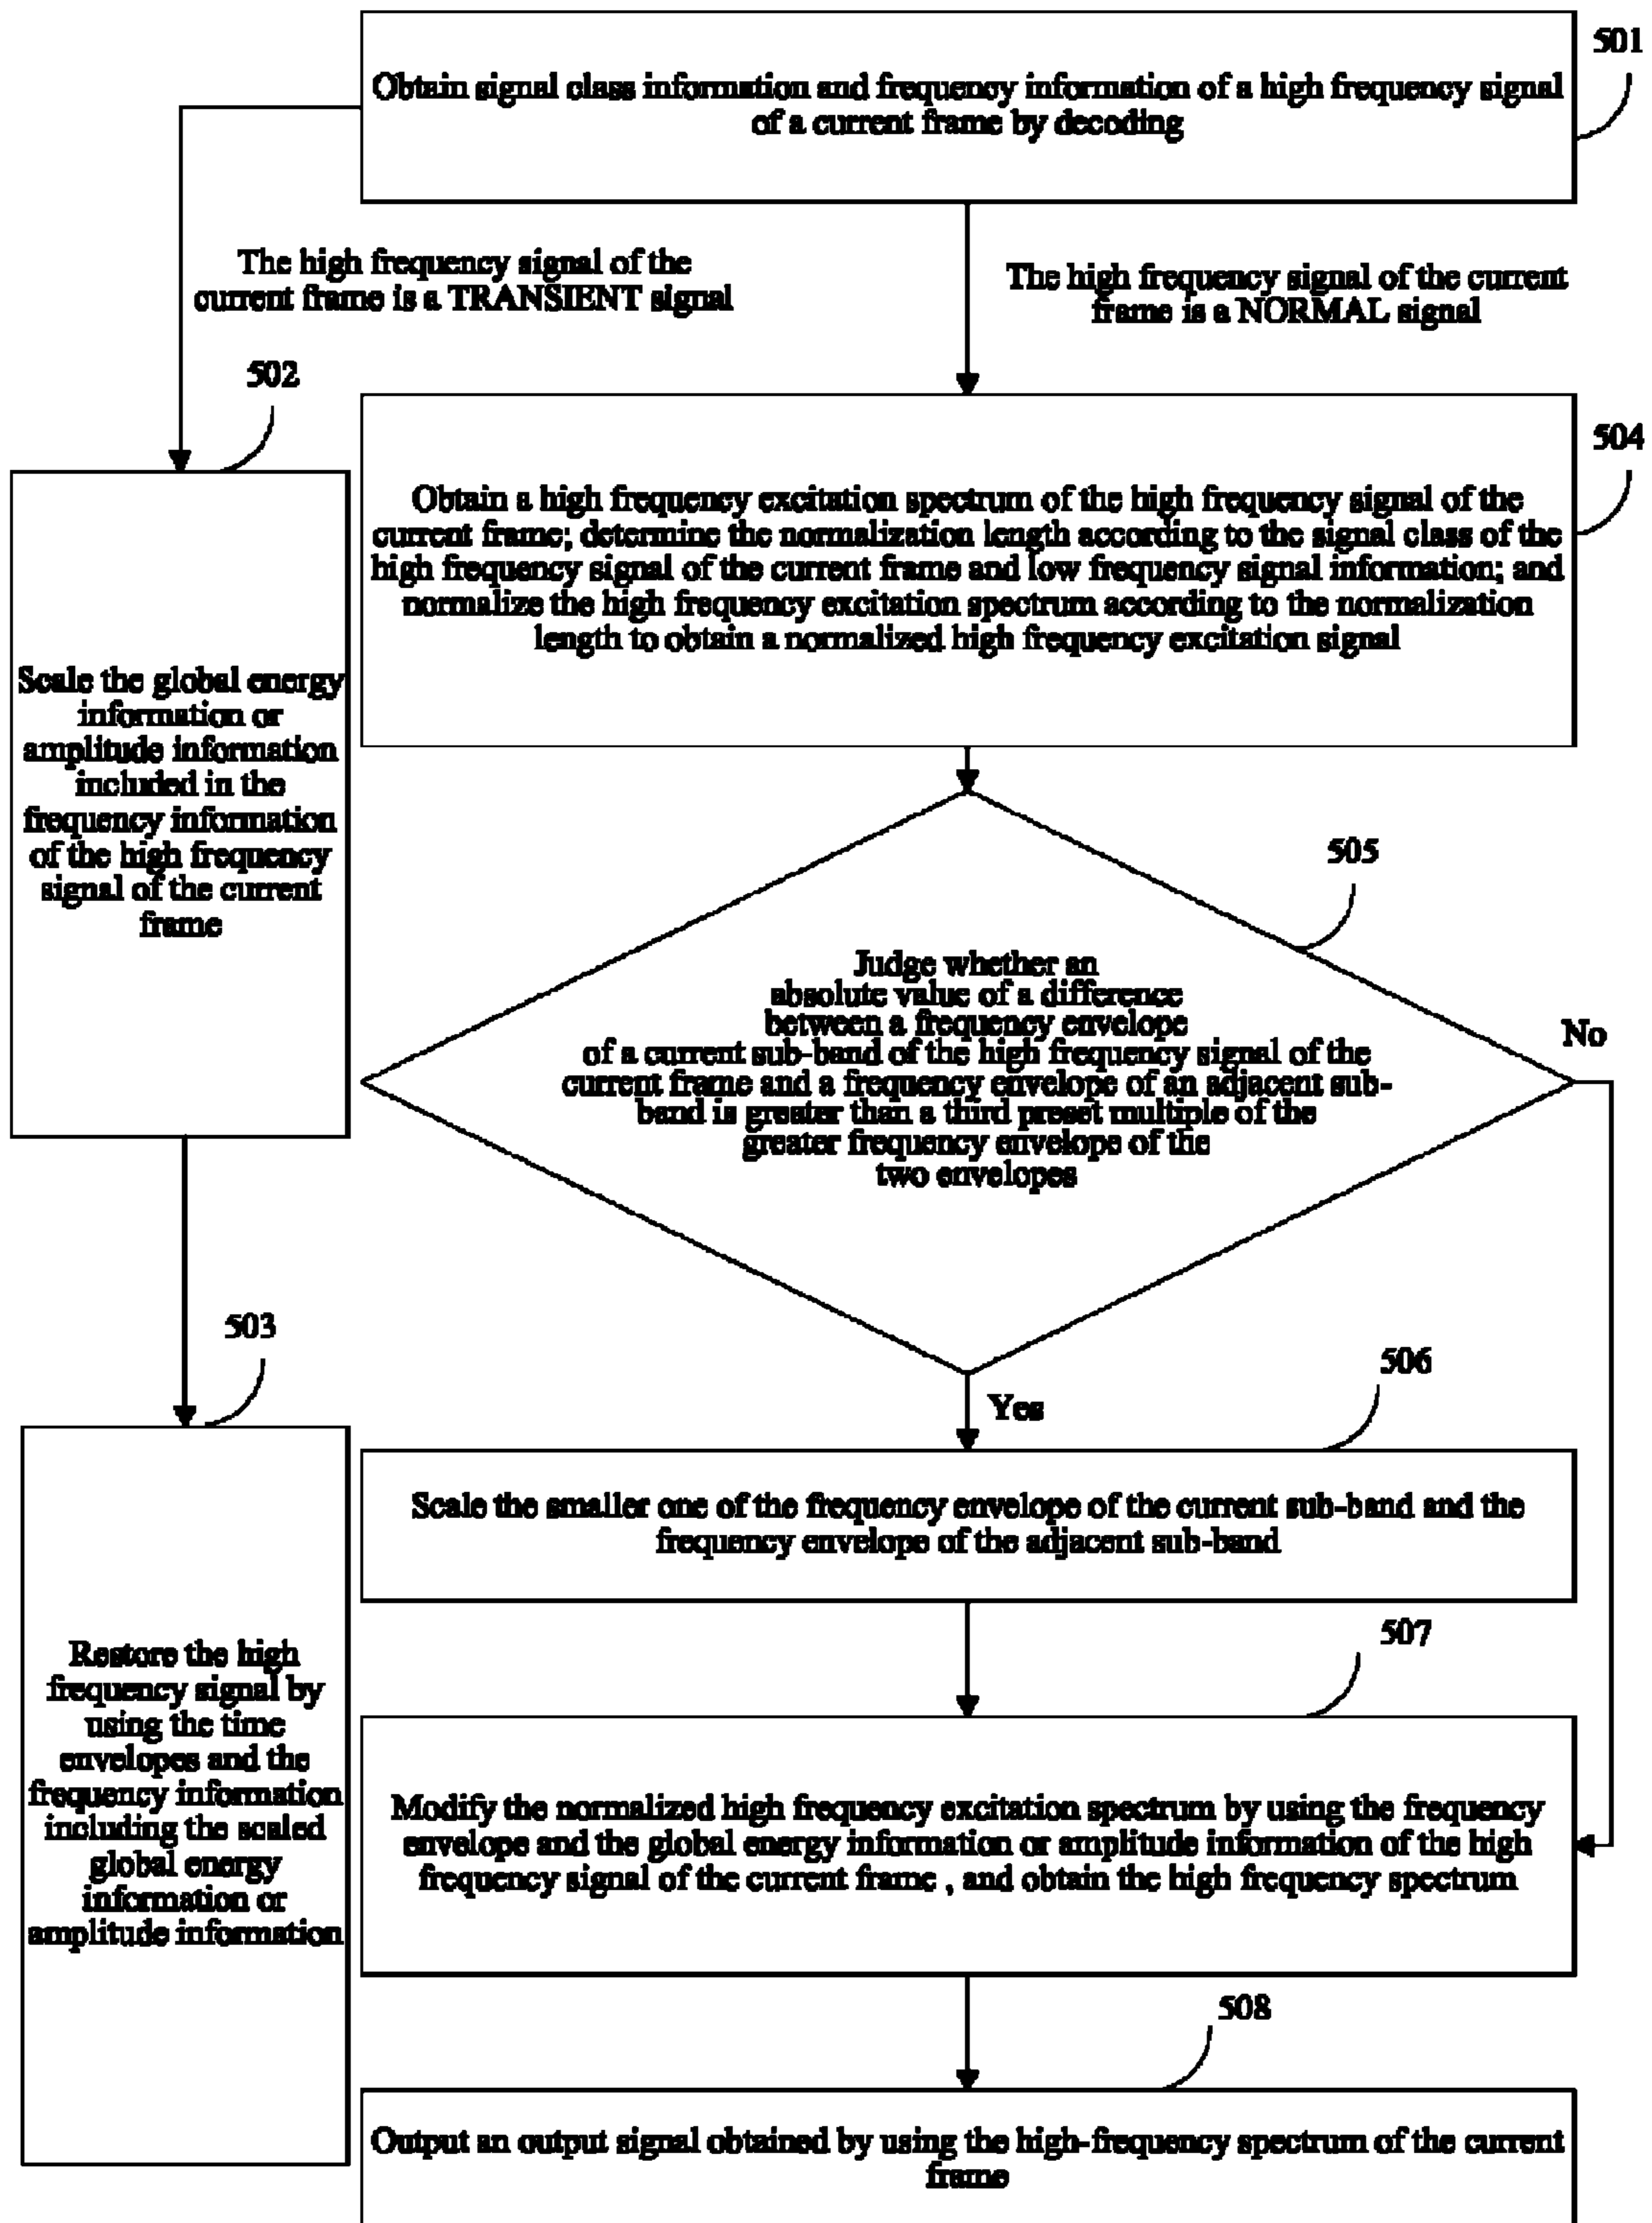 501
Obtain signal class information and frequency information of a high frequency signal
of a current frame by decoding
The high frequency signal of the
current frame is a TRANSIENT signal
The high frequency signal of the current
frame is a NORMAL signal
502
504
Obtain a high frequency excitation spectrum of the high frequency signal of the
current frame; determine the normalization length according to the signal class of the
high frequency signal of the current frame and low frequency signal information; and
normalize the high frequency excitation spectrum according to the normalization
length to obtain a normalized high frequency excitation signal
Scale the global energy
information or
amplitude information
included in the
frequency information
of the high frequency
signal of the current
frame
505
Judge whether an
absolute value of a difference
between a frequency envelope
of a current sub-band of the high frequency signal of the
current frame and a frequency envelope of an adjacent sub-
band is greater than a third preset multiple of the
greater frequency envelope of the
two envelopes
No
503
Yes
506
Scale the smaller one of the frequency envelope of the current sub-band and the
frequency envelope of the adjacent sub-band
507
Restore the high
frequency signal by
using the time
envelopes and the
frequency information
including the scaled
global energy
information or
amplitude information
Modify the normalized high frequency excitation spectrum by using the frequency
envelope and the global energy information or amplitude information of the high
frequency signal of the current frame , and obtain the high frequency spectrum
508
Output an output signal obtained by using the high-frequency spectrum of the current
frame